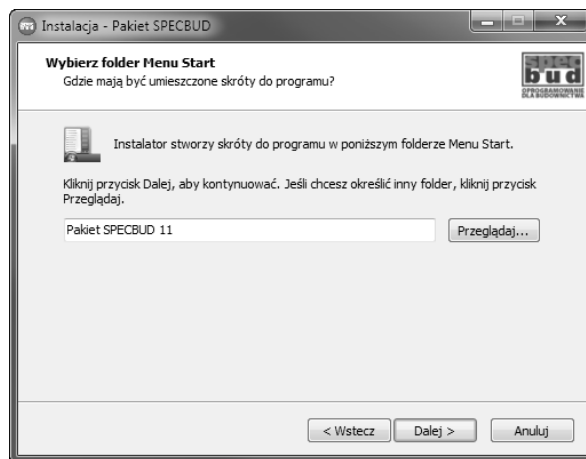 Instalacja - Pakiet SPECBUD
Wybierz folder Menu Start
Gdzie mają być umieszczone skróty do programu?
spec
bud
OPROGRAMOWANIE
DLA BUDOWNICTWA
Instalator stworzy skróty do programu w poniższym folderze Menu Start.
Kliknij przycisk Dalej, aby kontynuować. Jeśli chcesz określić inny folder, kliknij przycisk
Przeglądaj.
Pakiet SPECBUD 11
Przeglądaj...
< Wstecz
Dalej >
Anuluj